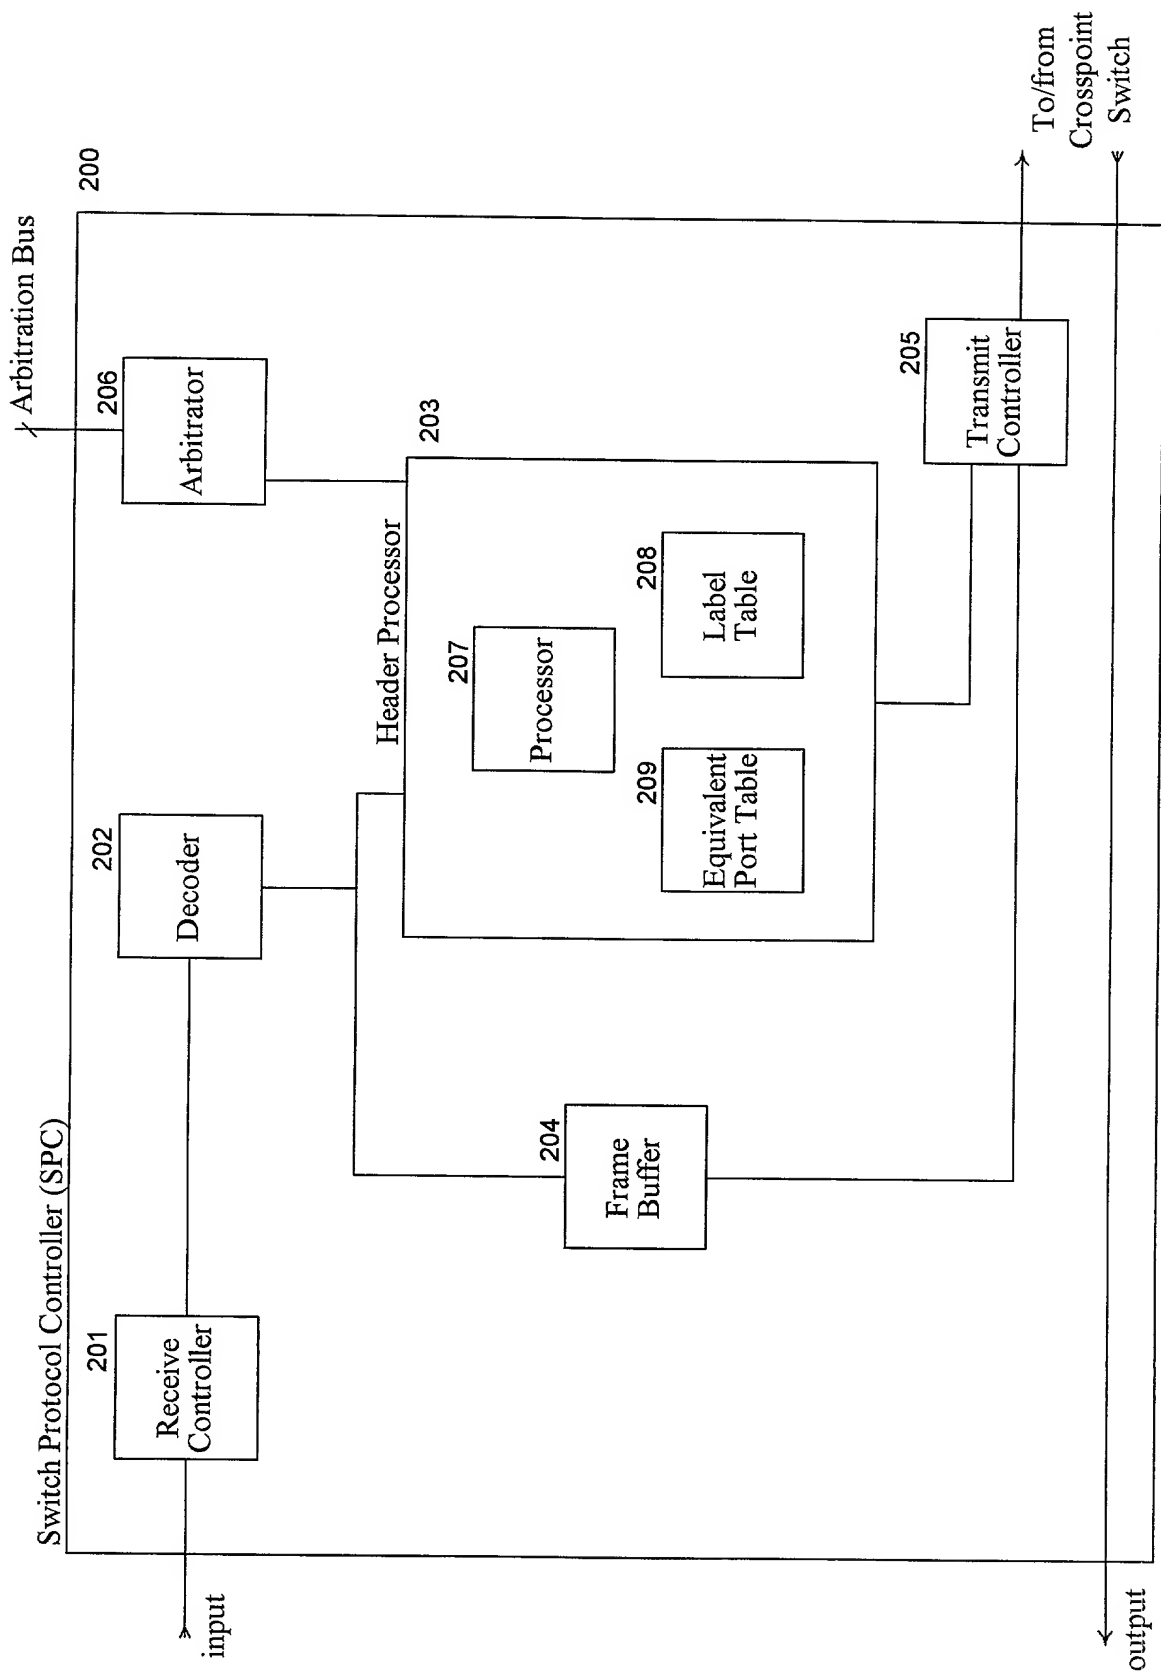 Arbitration Bus
200
Switch Protocol Controller (SPC)
201
Receive
Controller
202
Decoder
206
Arbitrator
input
Header Processor
203
207
Processor
209
Equivalent
Port Table
208
Label
Table
204
Frame
Buffer
205
Transmit
Controller
To/from
Crosspoint
Switch
output